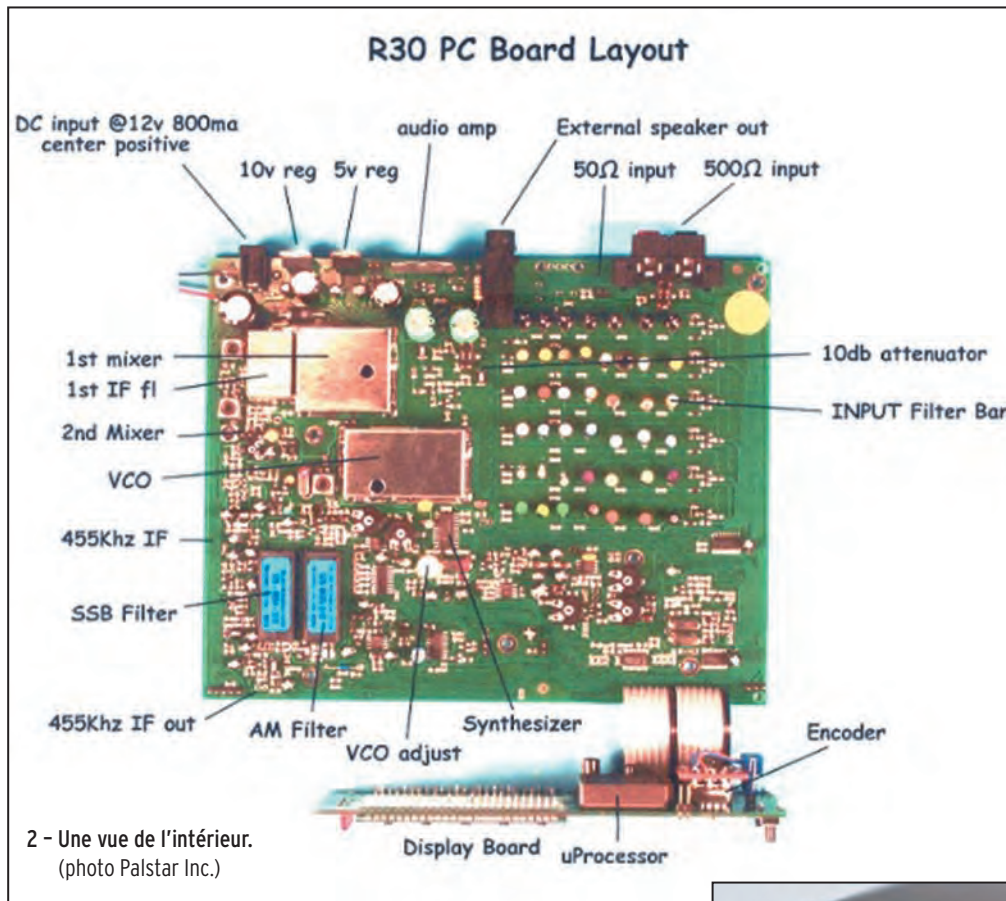 R30 PC Board Layout
DC input @12v 800ma
center positive
10v reg
5v reg
audio amp
External speaker out
50Ω input
500Ω input
1st mixer
1st IF fl
2nd Mixer
VCO
455Khz IF
SSB Filter
455Khz IF out
AM Filter
VCO adjust
Synthesizer
10db attenuator
INPUT Filter Ban
Encoder
Display Board
uProcessor
2 – Une vue de l'intérieur.
(photo Palstar Inc.)